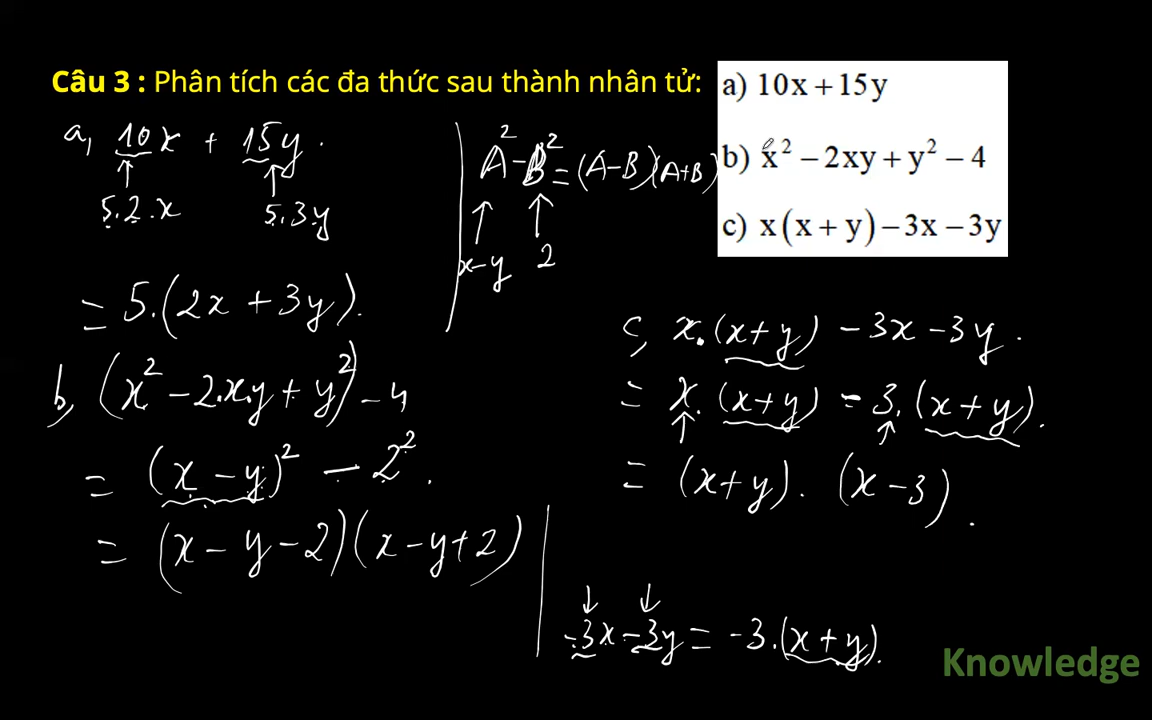 Câu 3 : Phân tích các đa thức sau thành nhân tử:
a) 10x + 15y
b) x² − 2xy + y² − 4
c) x(x + y) − 3x − 3y
a, 10x + 15y.
5.2.x 5.3y
= 5.(2x + 3y).
A² − B² = (A−B)(A+B)
x−y 2
b, (x² − 2.x.y + y²) − 4
= (x − y)² − 2².
= (x − y − 2)(x − y + 2)
c, x.(x + y) − 3x − 3y.
= x.(x + y) − 3.(x + y).
= (x + y).(x − 3).
−3x − 3y = −3.(x + y).
Knowledge